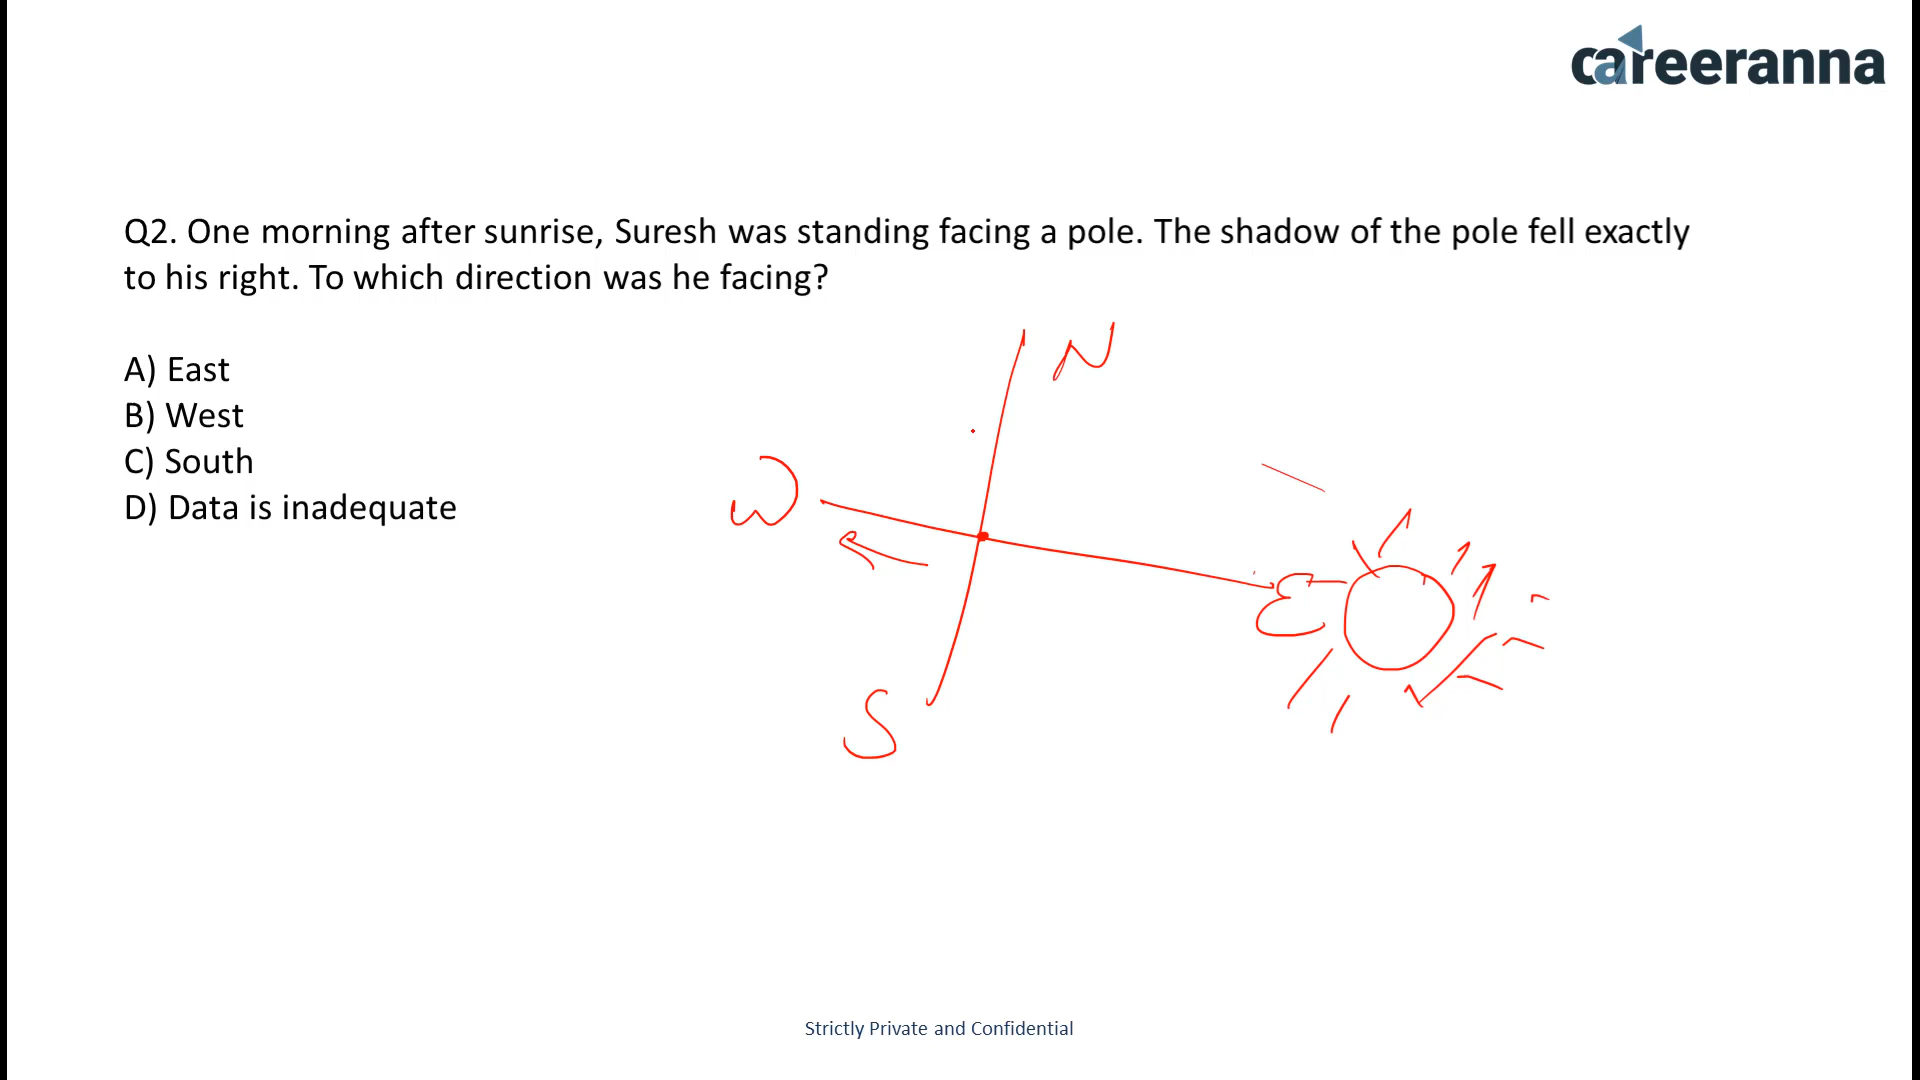 careeranna
Q2. One morning after sunrise, Suresh was standing facing a pole. The shadow of the pole fell exactly
to his right. To which direction was he facing?
A) East
B) West
C) South
D) Data is inadequate
N
W
E
S
Strictly Private and Confidential